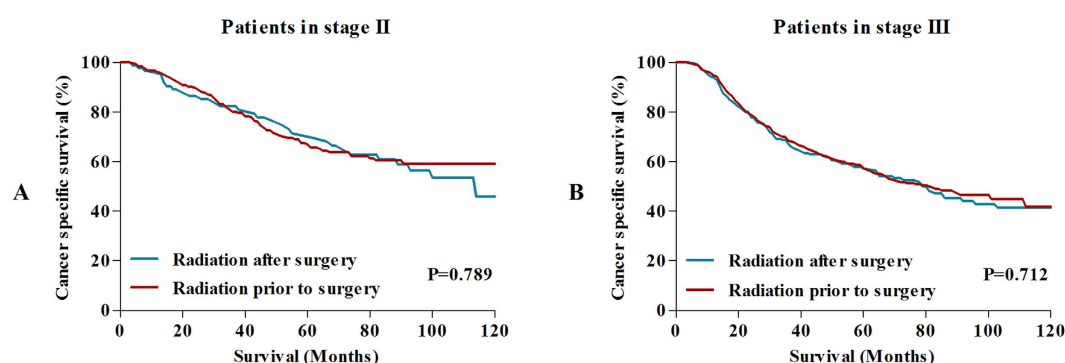 Patients in stage II
Cancer specific survival (%)
100
80
60
40
20
0
A
Radiation after surgery
Radiation prior to surgery
P=0.789
0 20 40 60 80 100 120
Survival (Months)
Patients in stage III
Cancer specific survival (%)
100
80
60
40
20
0
B
Radiation after surgery
Radiation prior to surgery
P=0.712
0 20 40 60 80 100 120
Survival (Months)